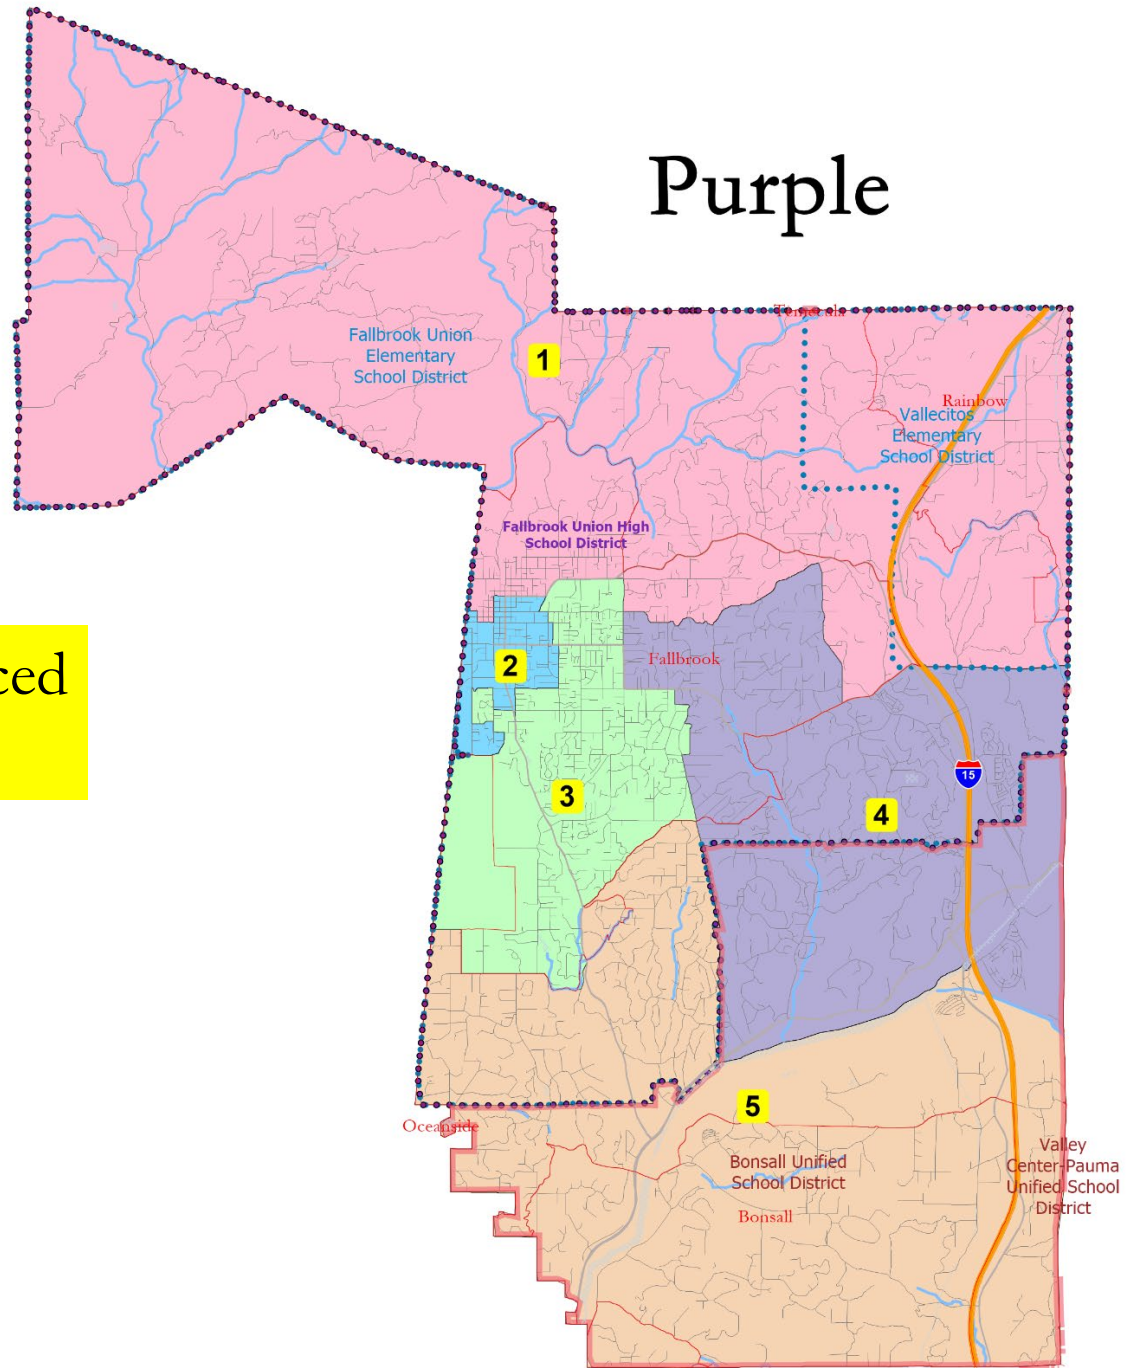 Purple
Temecula
Fallbrook Union
Elementary
School District
1
Rainbow
Vallecitos
Elementary
School District
Fallbrook Union High
School District
ced
2
Fallbrook
15
3
4
5
Oceanside
Bonsall Unified
School District
Valley
Center-Pauma
Unified School
District
Bonsall